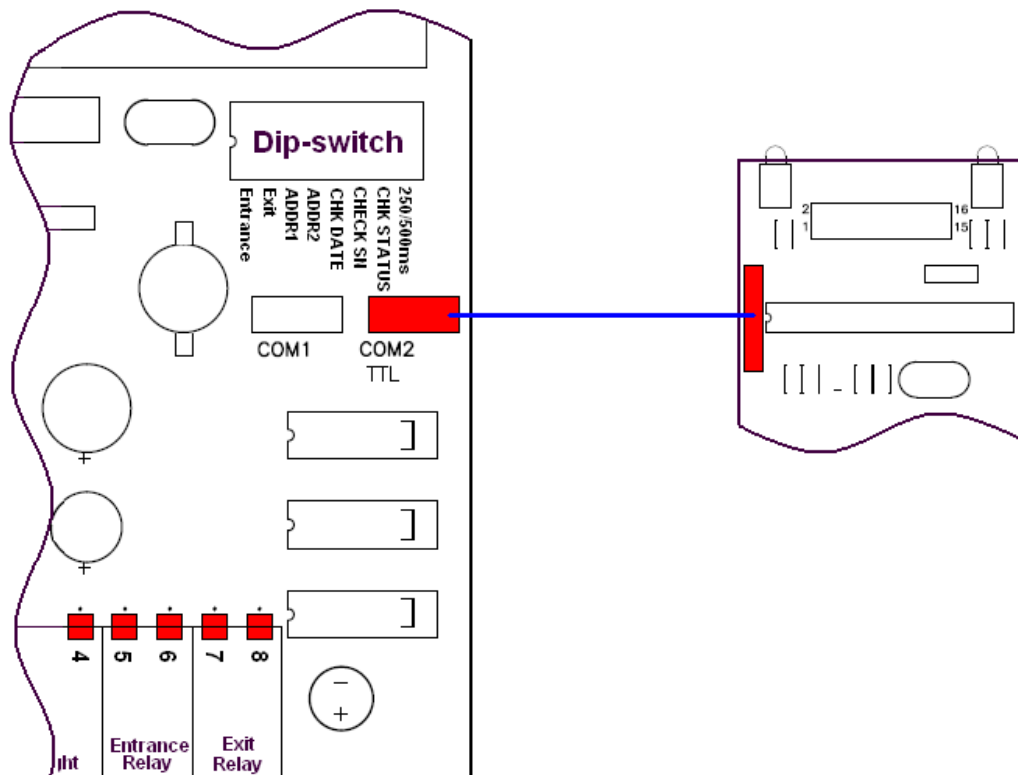 Dip-switch
Entrance
Exit
ADDR1
ADDR2
CHK DATE
CHECK SN
CHK STATUS
250/500ms
2
16
1
15
COM1
COM2
TTL
4
5
6
7
8
ght
Entrance
Relay
Exit
Relay